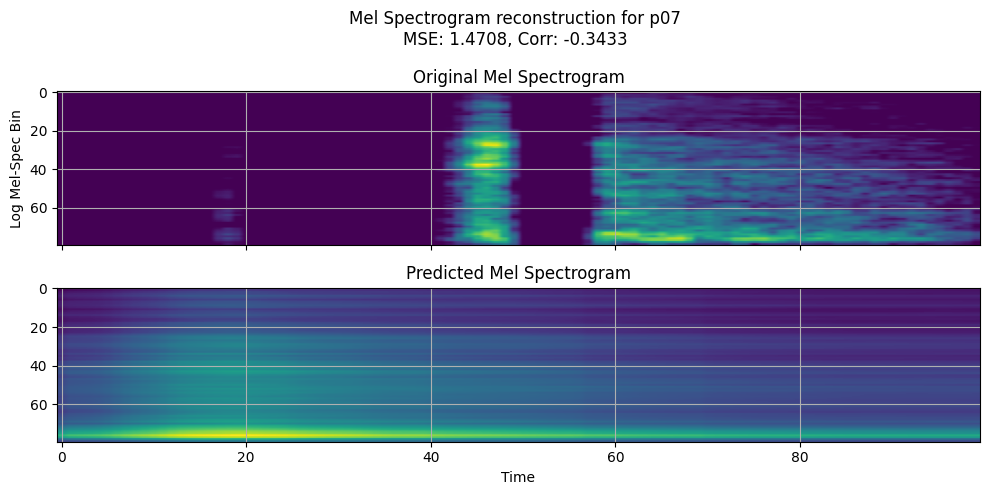 Mel Spectrogram reconstruction for p07
MSE: 1.4708, Corr: -0.3433
Original Mel Spectrogram
0
20
40
60
Log Mel-Spec Bin
Predicted Mel Spectrogram
0
20
40
60
0 20 40 60 80
Time